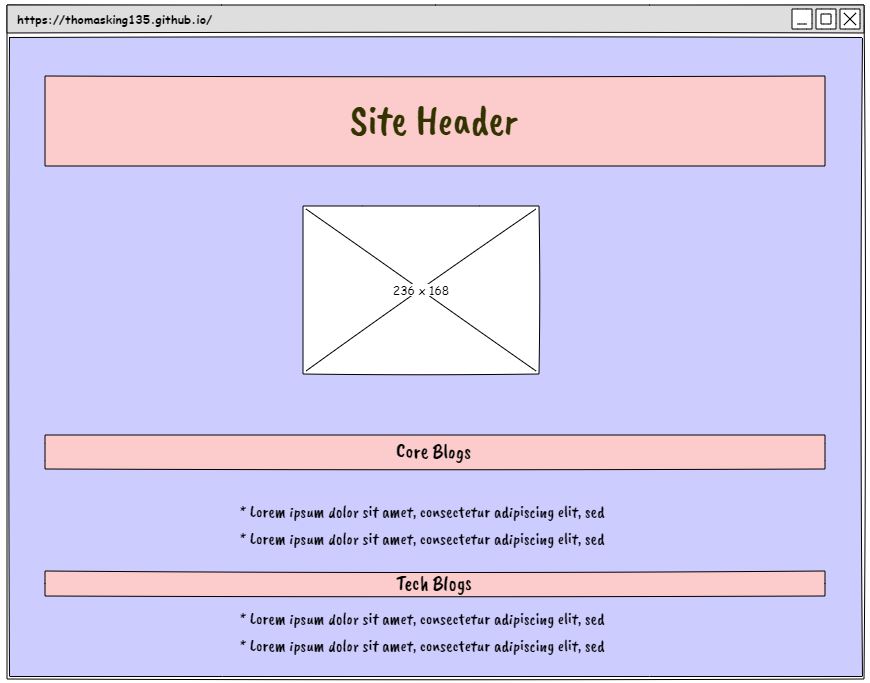 https://thomasking135.github.io/
Site Header
236 x 168
Core Blogs
* Lorem ipsum dolor sit amet, consectetur adipiscing elit, sed
* Lorem ipsum dolor sit amet, consectetur adipiscing elit, sed
Tech Blogs
* Lorem ipsum dolor sit amet, consectetur adipiscing elit, sed
* Lorem ipsum dolor sit amet, consectetur adipiscing elit, sed